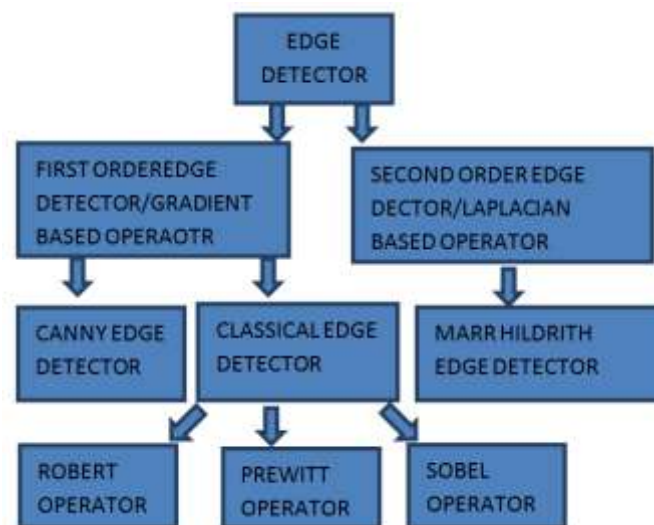 EDGE
DETECTOR
FIRST ORDEREDGE
DETECTOR/GRADIENT
BASED OPERAOTR
SECOND ORDER EDGE
DECTOR/LAPLACIAN
BASED OPERATOR
CANNY EDGE
DETECTOR
CLASSICAL EDGE
DETECTOR
MARR HILDRITH
EDGE DETECTOR
ROBERT
OPERATOR
PREWITT
OPERATOR
SOBEL
OPERATOR